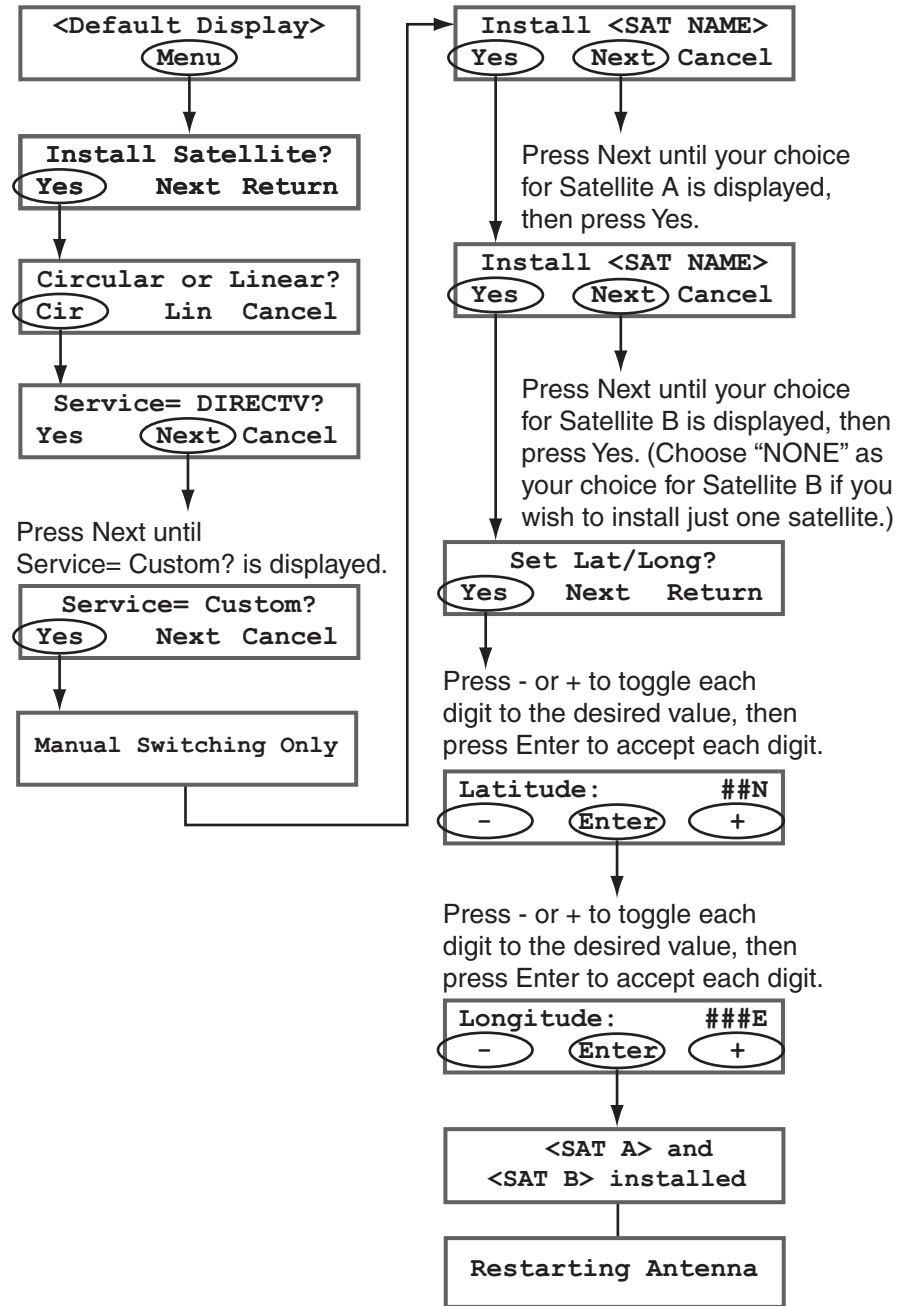 <Default Display>
Menu
Install Satellite?
Yes Next Return
Circular or Linear?
Cir Lin Cancel
Service= DIRECTV?
Yes Next Cancel
Press Next until
Service= Custom? is displayed.
Service= Custom?
Yes Next Cancel
Manual Switching Only
Install <SAT NAME>
Yes Next Cancel
Press Next until your choice
for Satellite A is displayed,
then press Yes.
Install <SAT NAME>
Yes Next Cancel
Press Next until your choice
for Satellite B is displayed, then
press Yes. (Choose “NONE” as
your choice for Satellite B if you
wish to install just one satellite.)
Set Lat/Long?
Yes Next Return
Press - or + to toggle each
digit to the desired value, then
press Enter to accept each digit.
Latitude: ##N
- Enter +
Press - or + to toggle each
digit to the desired value, then
press Enter to accept each digit.
Longitude: ###E
- Enter +
<SAT A> and
<SAT B> installed
Restarting Antenna